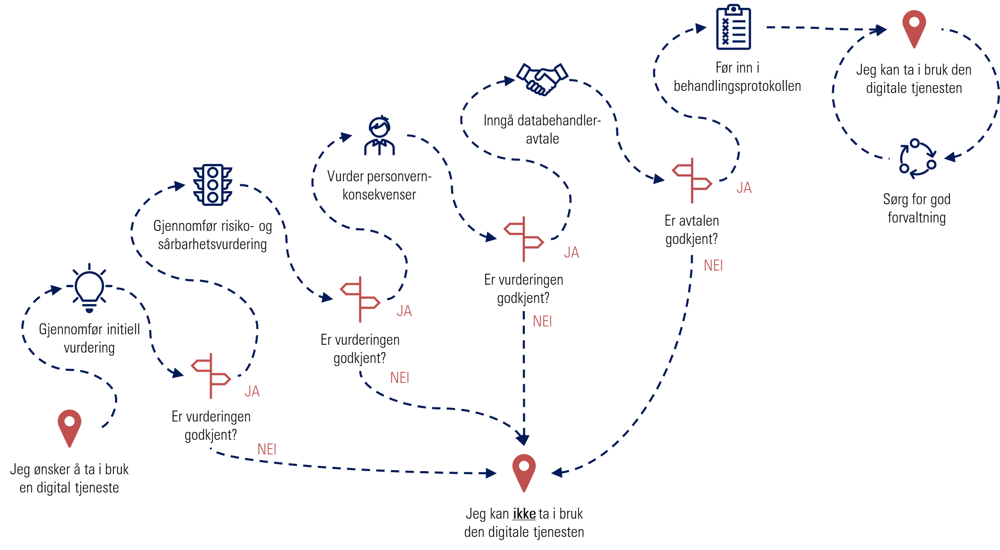 Jeg ønsker å ta i bruk
en digital tjeneste
Gjennomfør initiell
vurdering
Er vurderingen
godkjent?
JA
NEI
Gjennomfør risiko- og
sårbarhetsvurdering
Er vurderingen
godkjent?
JA
NEI
Vurder personvern-
konsekvenser
Er vurderingen
godkjent?
JA
NEI
Inngå databehandler-
avtale
Er avtalen
godkjent?
JA
NEI
Før inn i
behandlingsprotokollen
Jeg kan ta i bruk den
digitale tjenesten
Sørg for god
forvaltning
Jeg kan ikke ta i bruk
den digitale tjenesten